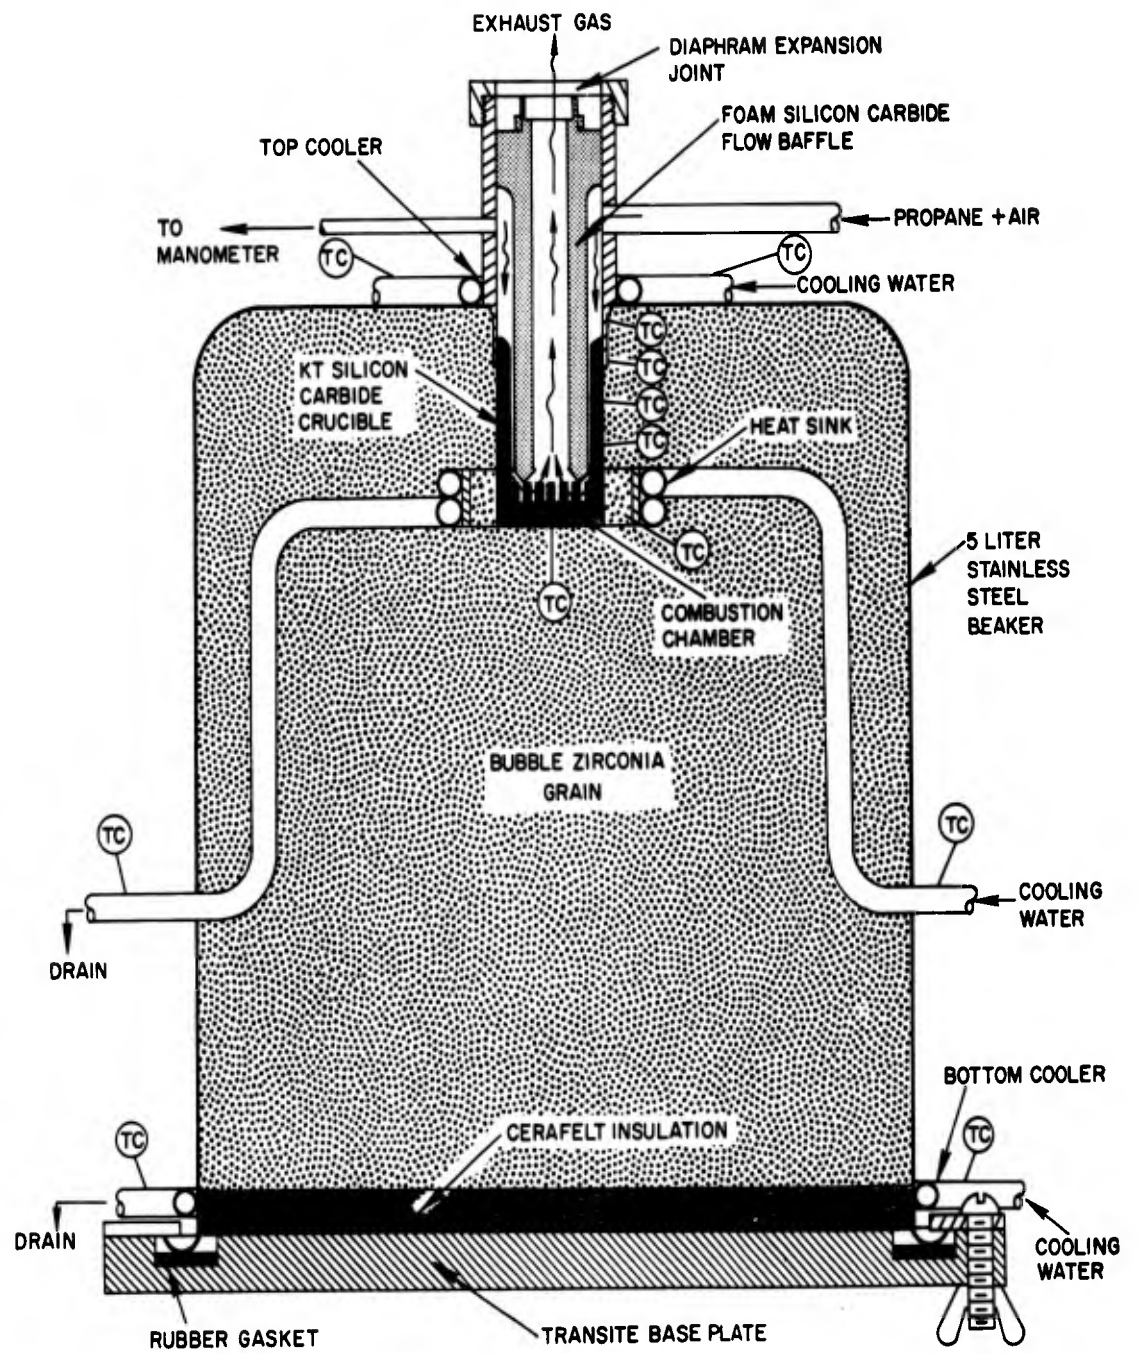 EXHAUST GAS
DIAPHRAM EXPANSION
JOINT
FOAM SILICON CARBIDE
FLOW BAFFLE
TOP COOLER
TO
MANOMETER
PROPANE + AIR
TC
TC
COOLING WATER
TC
TC
TC
TC
KT SILICON
CARBIDE
CRUCIBLE
HEAT SINK
TC
5 LITER
STAINLESS
STEEL
BEAKER
TC
COMBUSTION
CHAMBER
BUBBLE ZIRCONIA
GRAIN
TC
TC
COOLING
WATER
DRAIN
BOTTOM COOLER
CERAFELT INSULATION
TC
TC
DRAIN
COOLING
WATER
RUBBER GASKET
TRANSITE BASE PLATE